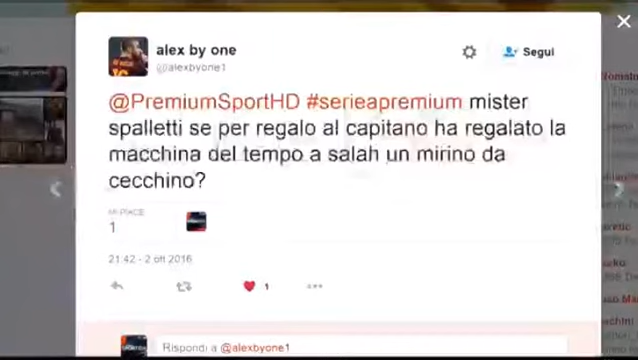 alex by one
@alexbyone1
Segui
@PremiumSportHD #serieapremium mister
spalletti se per regalo al capitano ha regalato la
macchina del tempo a salah un mirino da
cecchino?
MI PIACE
1
21:42 - 2 ott 2016
1
Rispondi a @alexbyone1